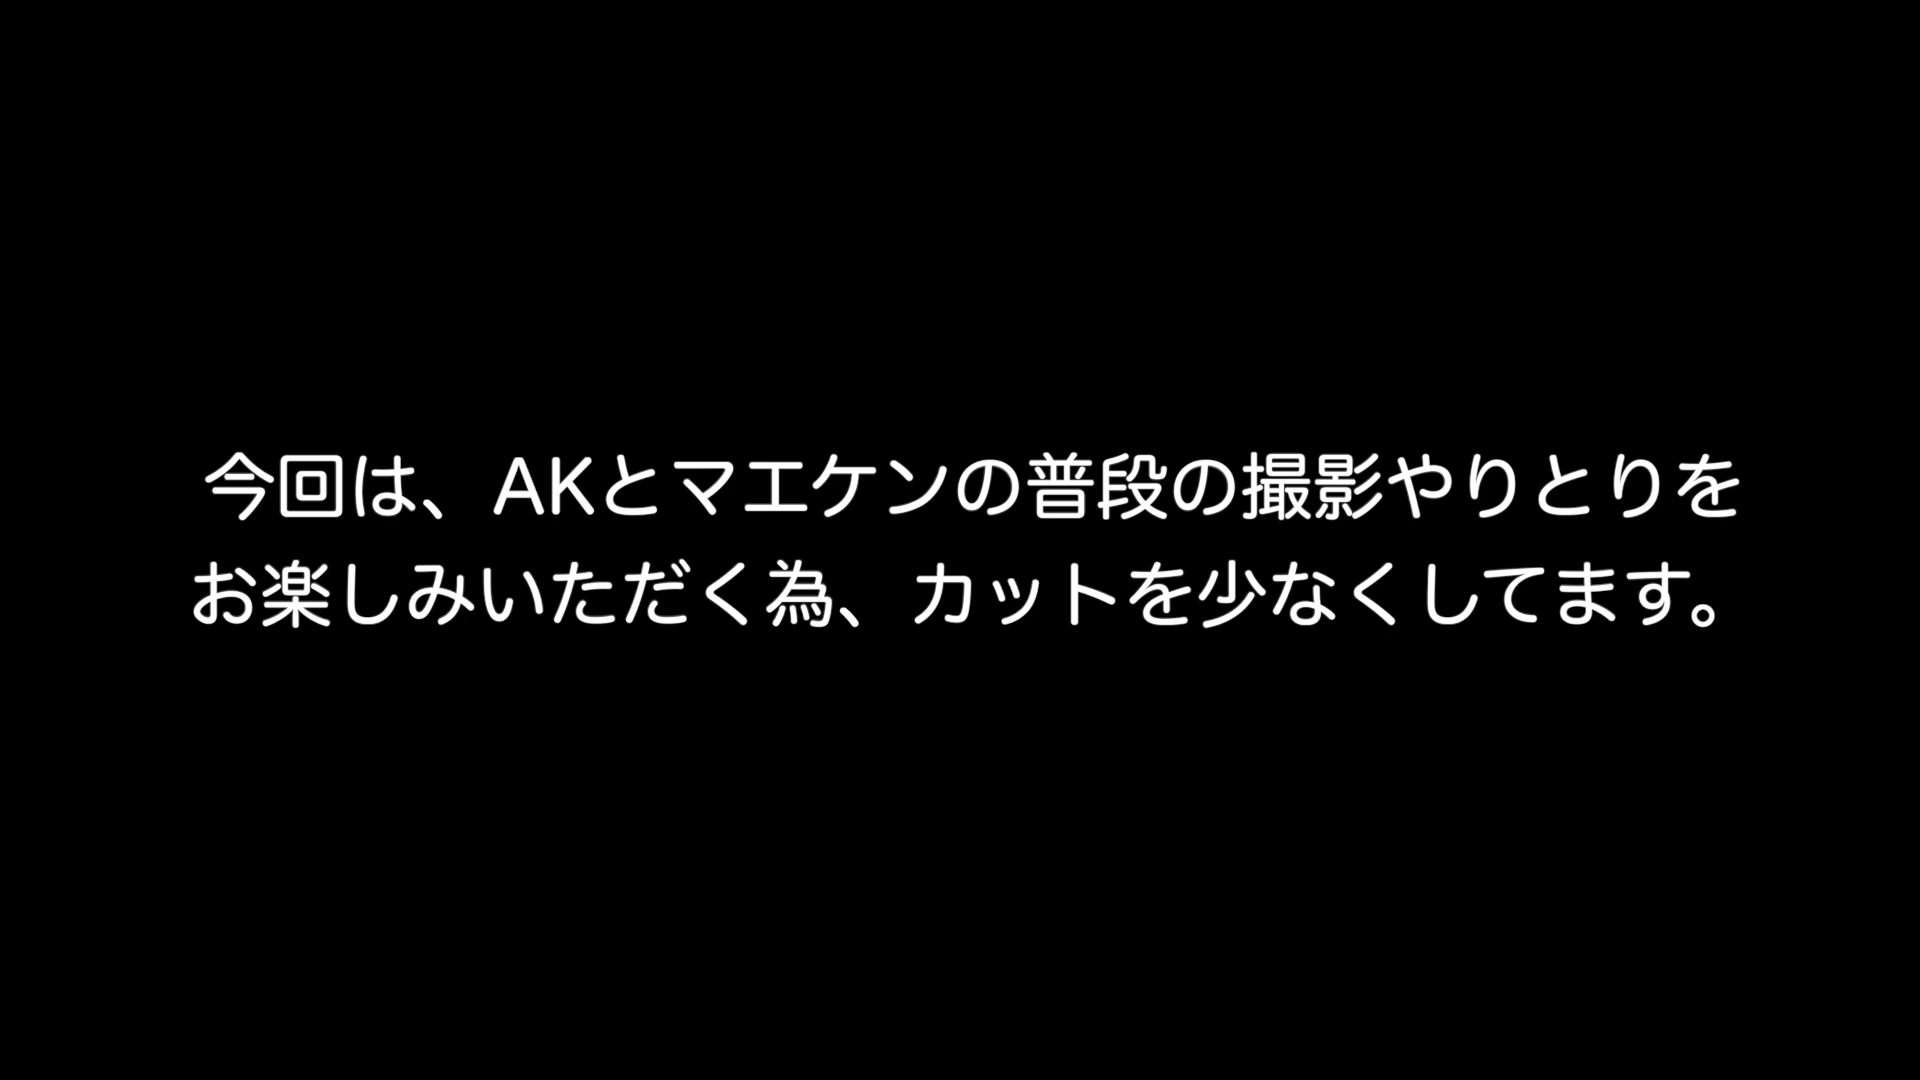 今回は、AKとマエケンの普段の撮影やりとりを
お楽しみいただく為、カットを少なくしてます。